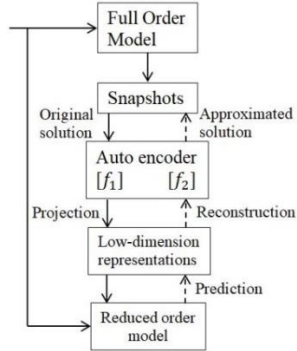 Full Order
Model
Snapshots
Original
solution
Approximated
solution
Auto encoder
[f₁] [f₂]
Projection
Reconstruction
Low-dimension
representations
Prediction
Reduced order
model